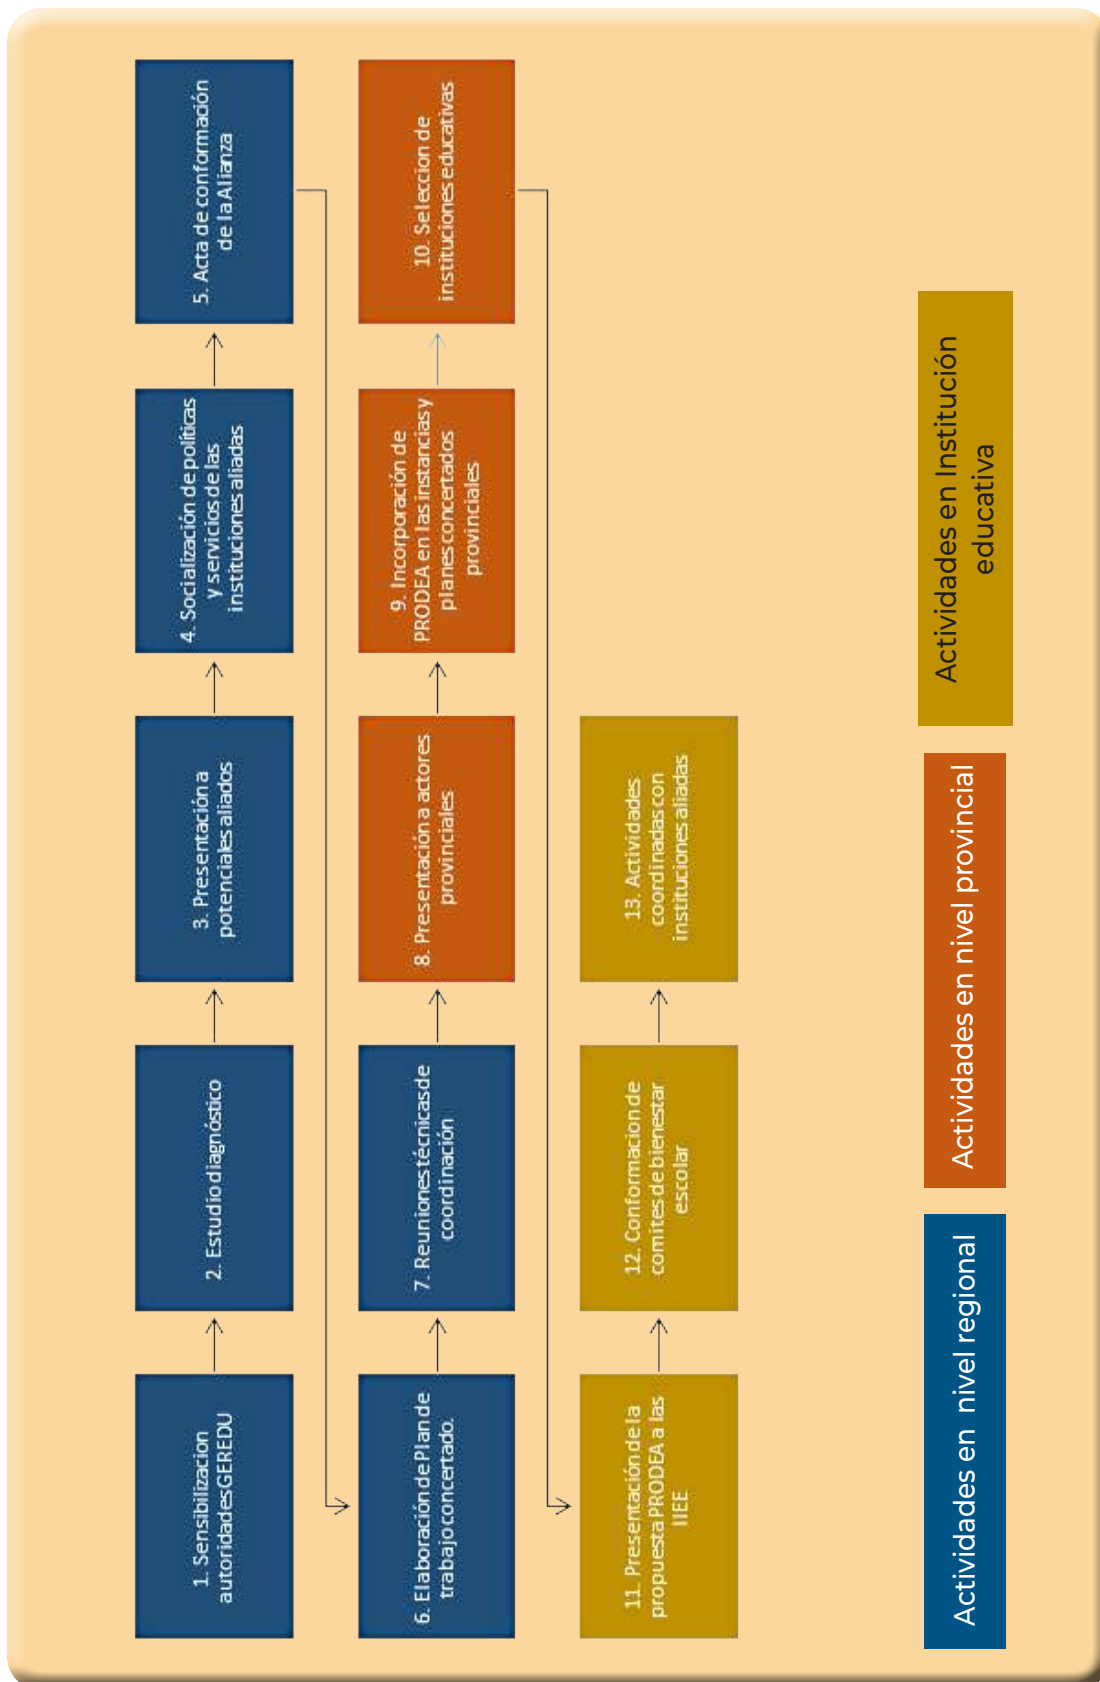 1. Sensibilizacion
autoridades GEREDU
2. Estudio diagnóstico
3. Presentación a
potenciales aliados
4. Socialización de políticas
y servicios de las
instituciones aliadas
5. Acta de conformación
de la Alianza
6. Elaboración de Plan de
trabajo concertado.
7. Reuniones técnicas de
coordinación
8. Presentación a actores
provinciales
9. Incorporación de
PRODEA en las instancias y
planes concertados
provinciales
10. Seleccion de
instituciones educativas
11. Presentación de la
propuesta PRODEA a las
IIEE
12. Conformacion de
comites de bienestar
escolar
13. Actividades
coordinadas con
instituciones aliadas
Actividades en nivel regional
Actividades en nivel provincial
Actividades en Institución
educativa